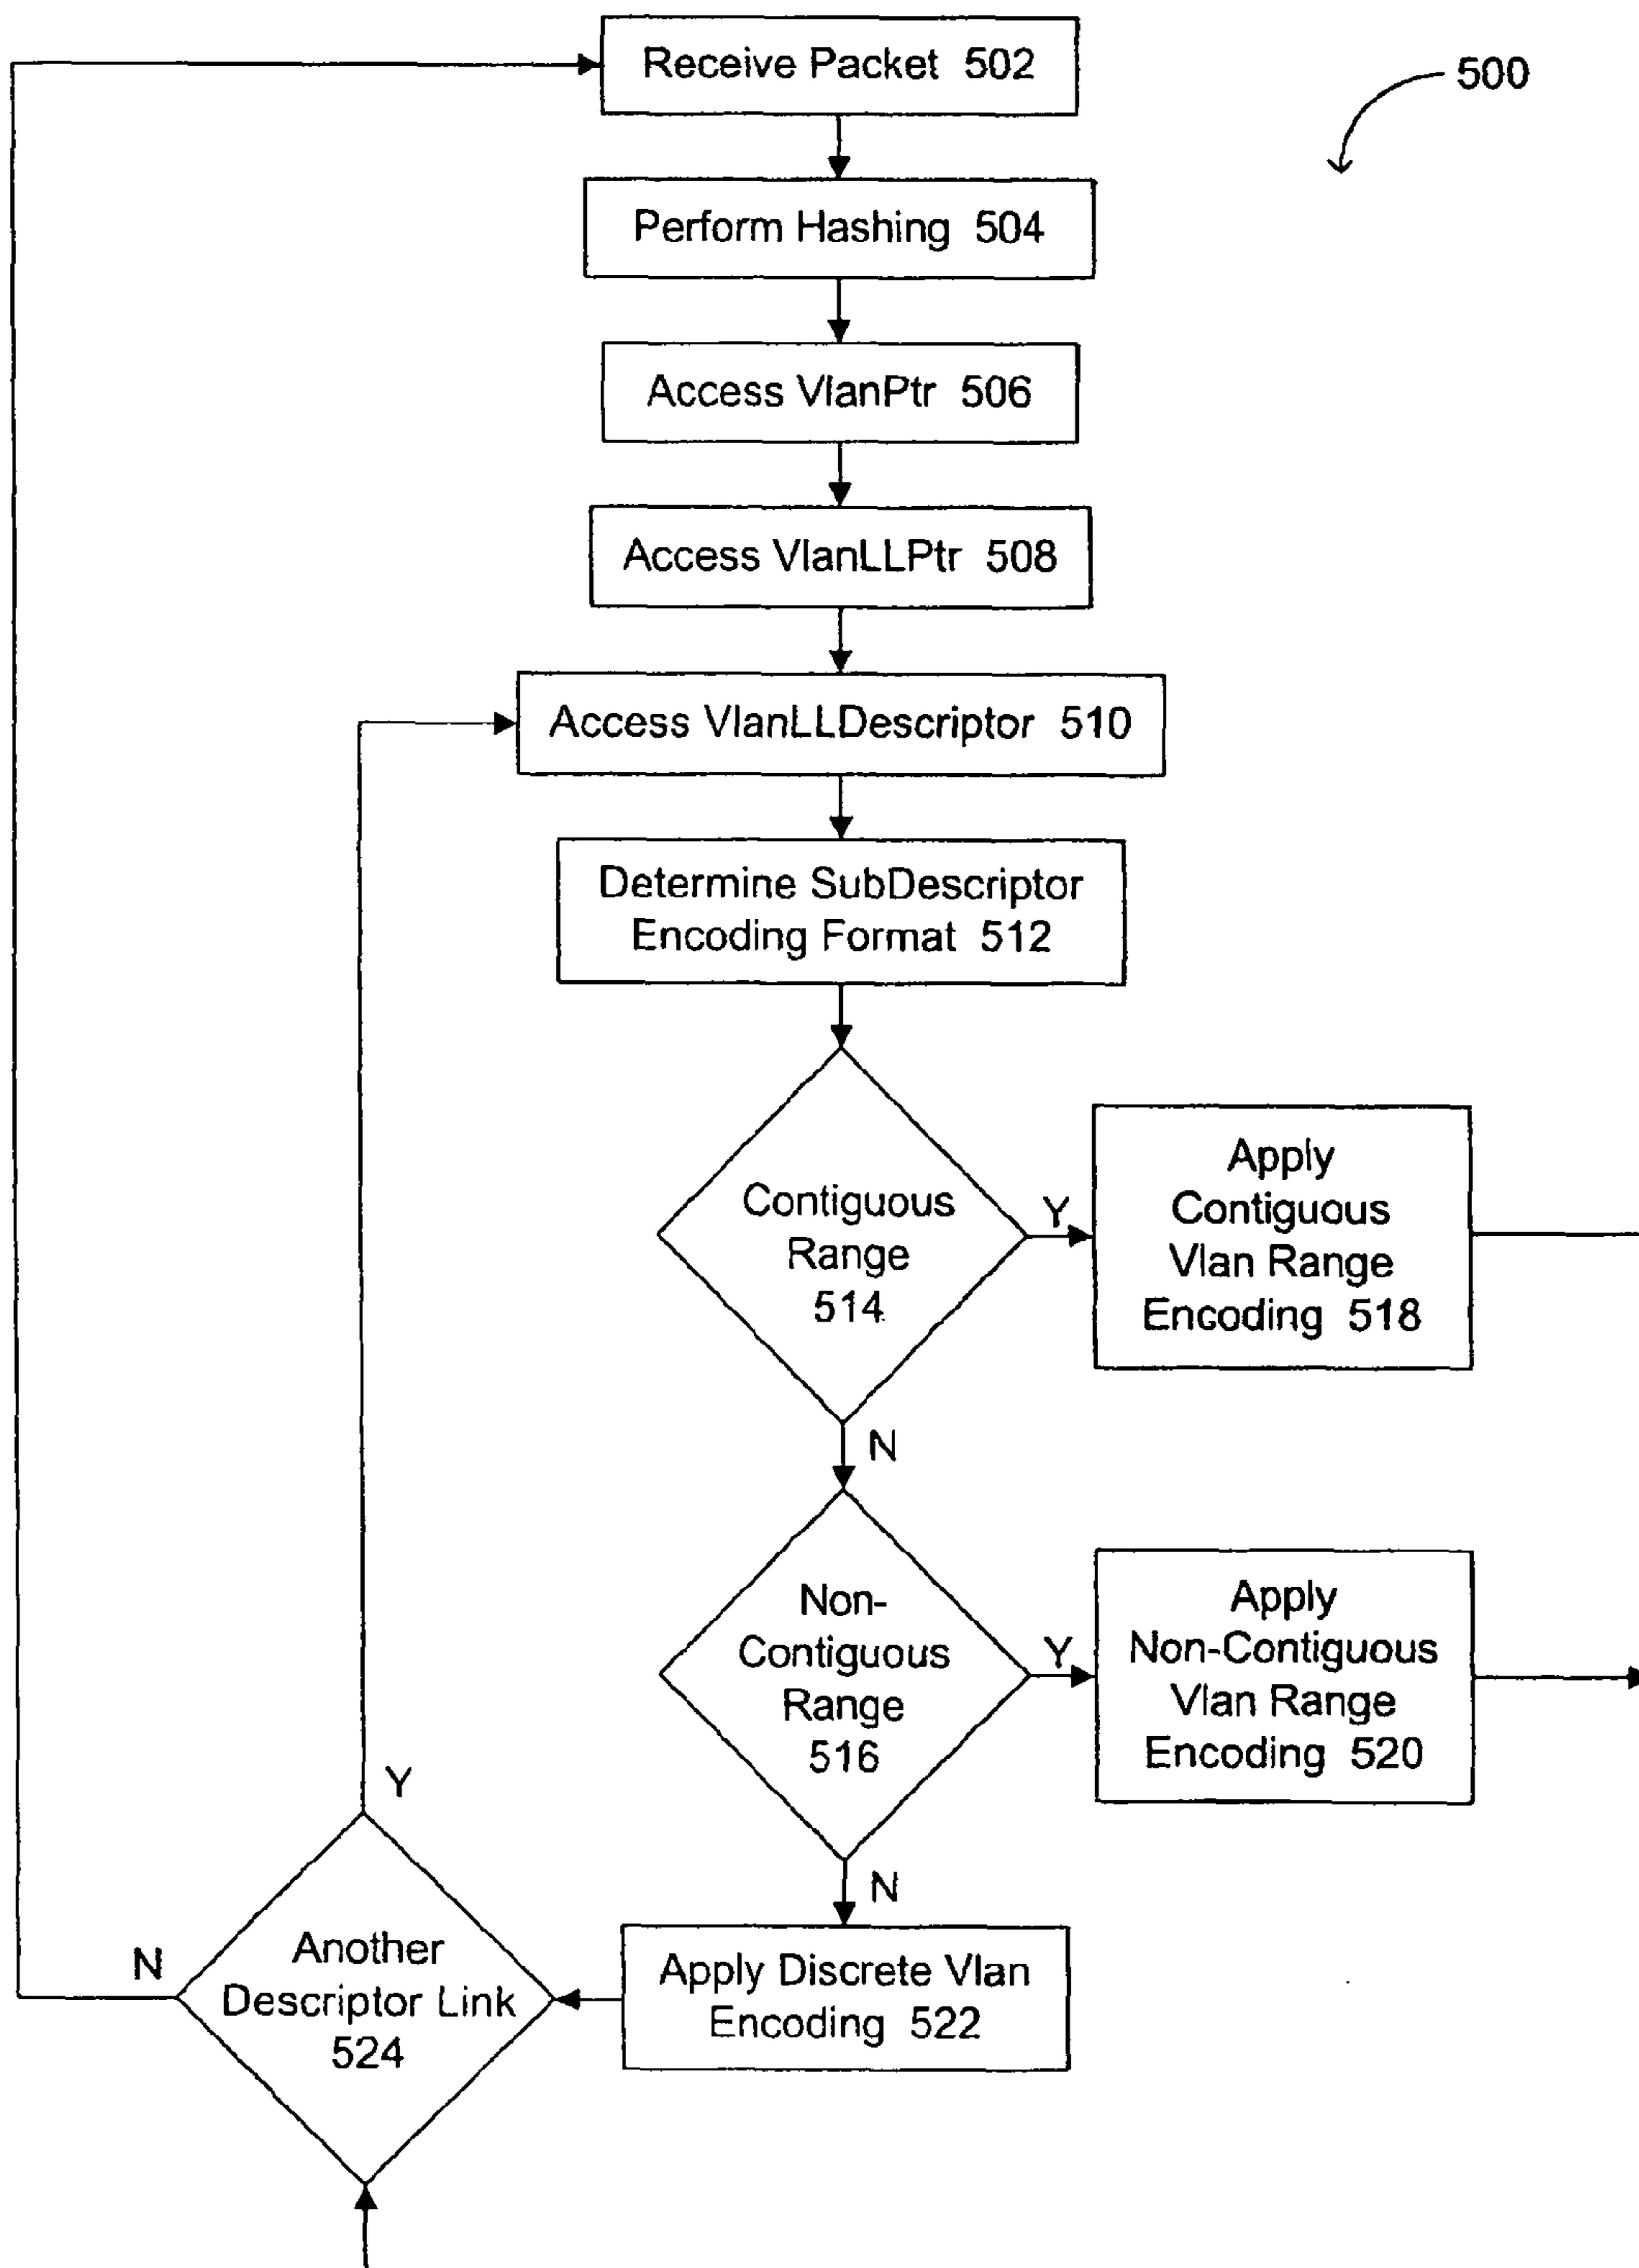 Receive Packet 502
500
Perform Hashing 504
Access VlanPtr 506
Access VlanLLPtr 508
Access VlanLLDescriptor 510
Determine SubDescriptor
Encoding Format 512
Contiguous
Range
514
Y
Apply
Contiguous
Vlan Range
Encoding 518
N
Non-
Contiguous
Range
516
Y
Apply
Non-Contiguous
Vlan Range
Encoding 520
N
Apply Discrete Vlan
Encoding 522
Y
N
Another
Descriptor Link
524